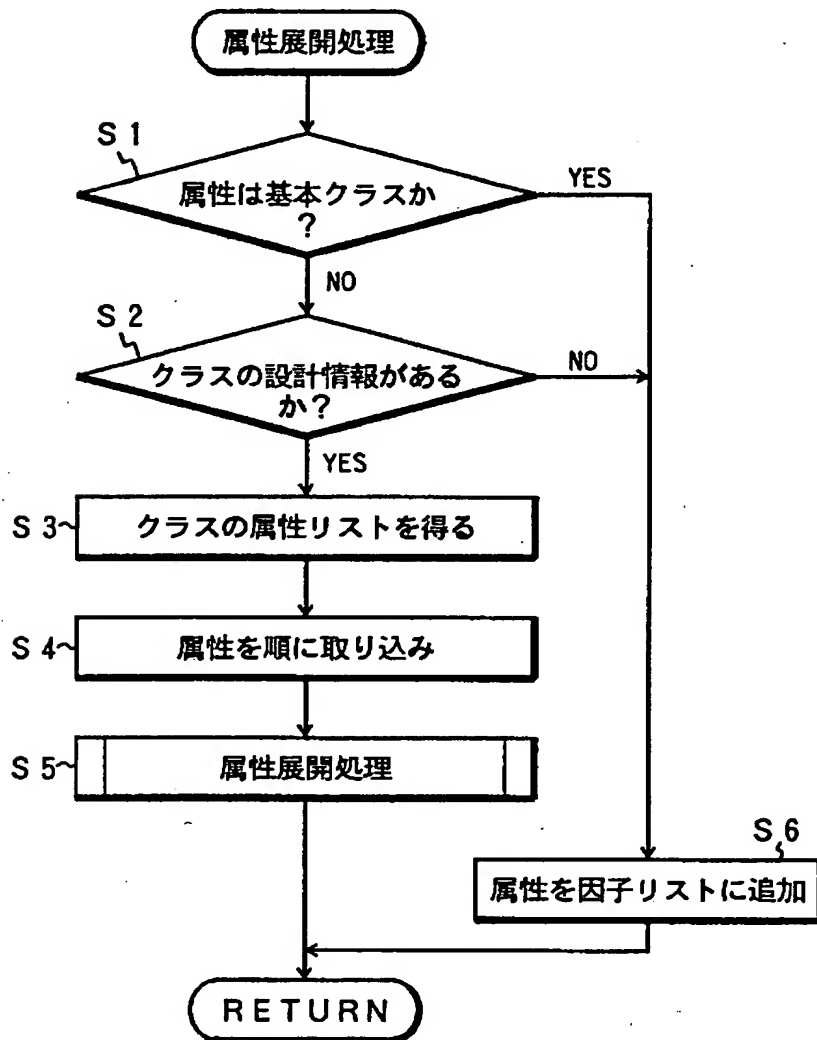 属性展開処理
S1
属性は基本クラスか
?
YES
NO
S2
クラスの設計情報がある
か?
NO
YES
S3
クラスの属性リストを得る
S4
属性を順に取り込み
S5
属性展開処理
S6
属性を因子リストに追加
RETURN